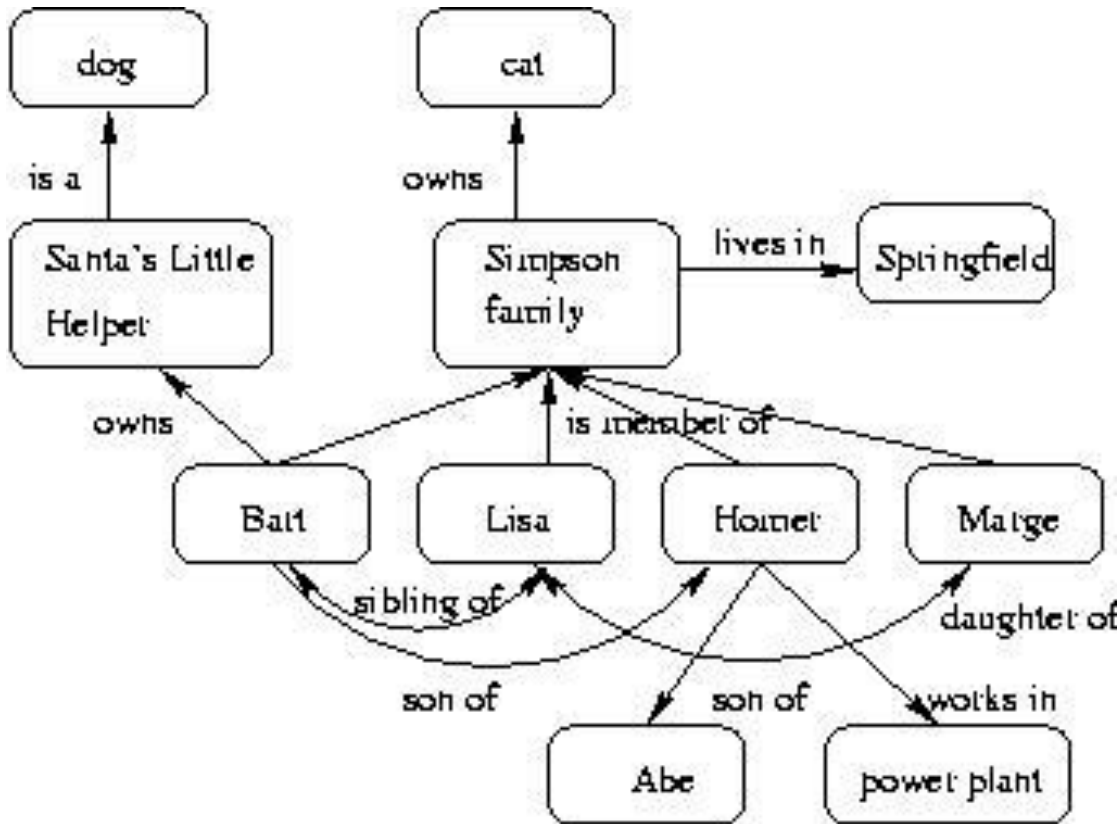 dog
cat
is a
owns
Santa's Little
Helper
Simpson
family
lives in
Springfield
owns
is member of
Bart
Lisa
Homer
Marge
sibling of
daughter of
son of
son of
works in
Abe
power plant